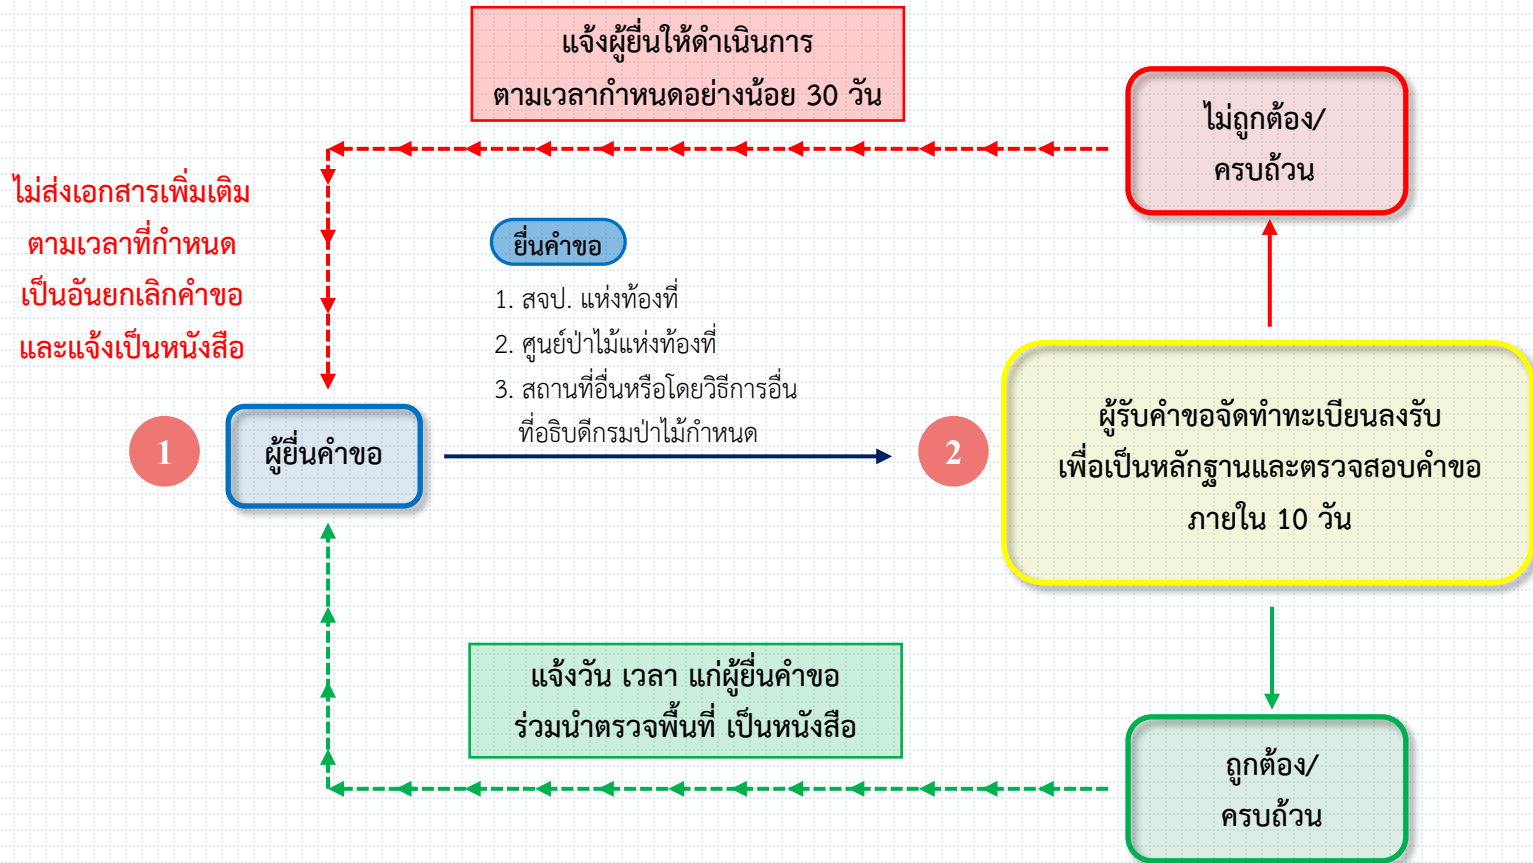 แจ้งผู้ยื่นให้ดำเนินการ
ตามเวลากำหนดอย่างน้อย 30 วัน
ไม่ถูกต้อง/
ครบถ้วน
ไม่ส่งเอกสารเพิ่มเติม
ตามเวลาที่กำหนด
เป็นอันยกเลิกคำขอ
และแจ้งเป็นหนังสือ
ยื่นคำขอ
1. สจป. แห่งท้องที่
2. ศูนย์ป่าไม้แห่งท้องที่
3. สถานที่อื่นหรือโดยวิธีการอื่น
ที่อธิบดีกรมป่าไม้กำหนด
1
ผู้ยื่นคำขอ
2
ผู้รับคำขอจัดทำทะเบียนลงรับ
เพื่อเป็นหลักฐานและตรวจสอบคำขอ
ภายใน 10 วัน
แจ้งวัน เวลา แก่ผู้ยื่นคำขอ
ร่วมนำตรวจพื้นที่ เป็นหนังสือ
ถูกต้อง/
ครบถ้วน